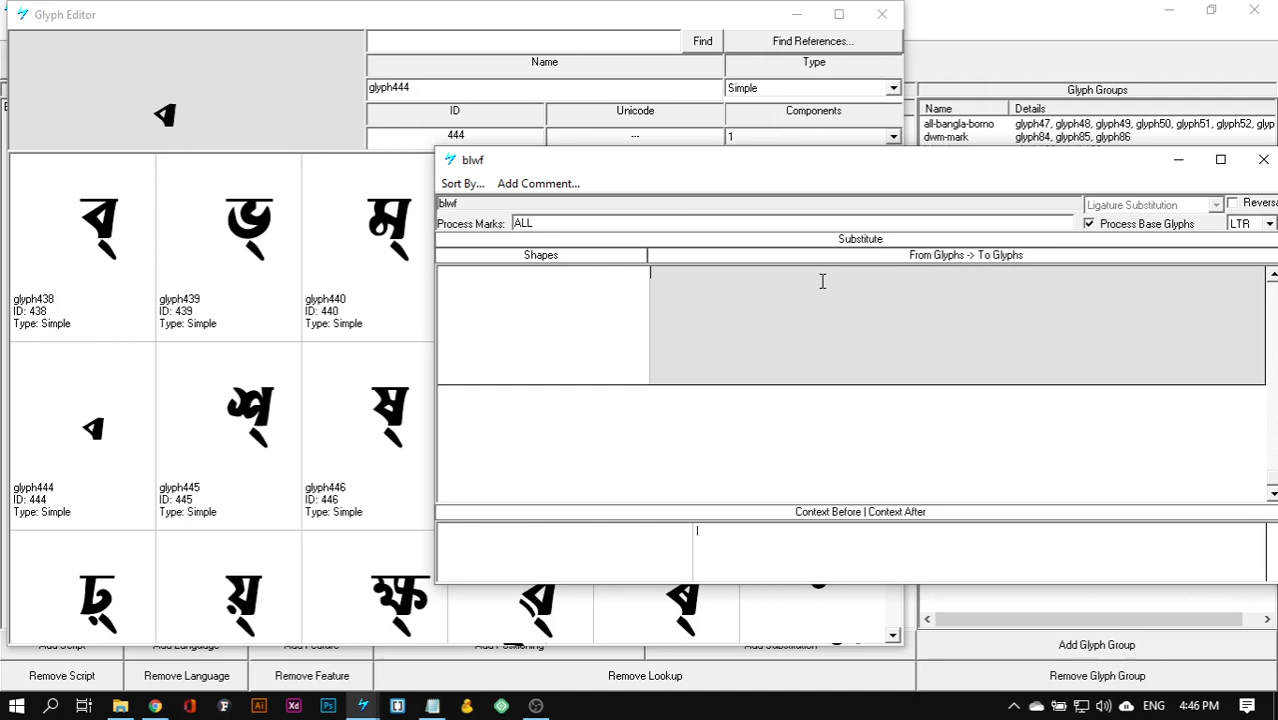 Glyph Editor
Find
Find References...
Name
Type
glyph444
Simple
ID
Unicode
Components
444
---
1
ব
ব্
ভ্
ম্
glyph438
ID: 438
Type: Simple
glyph439
ID: 439
Type: Simple
glyph440
ID: 440
Type: Simple
ব
শ্
ষ্
glyph444
ID: 444
Type: Simple
glyph445
ID: 445
Type: Simple
glyph446
ID: 446
Type: Simple
ঢ়্
য়্
ক্ষ্
blwf
Sort By...
Add Comment...
blwf
Ligature Substitution
Process Marks:
ALL
Process Base Glyphs
LTR
Substitute
Shapes
From Glyphs -> To Glyphs
Context Before | Context After
Glyph Groups
Name
Details
all-bangla-borno
glyph47, glyph48, glyph49, glyph50, glyph51, glyph52, glyp
dwm-mark
glyph84, glyph85, glyph86
Add Glyph Group
Remove Script
Remove Language
Remove Feature
Remove Lookup
Remove Glyph Group
ENG
4:46 PM